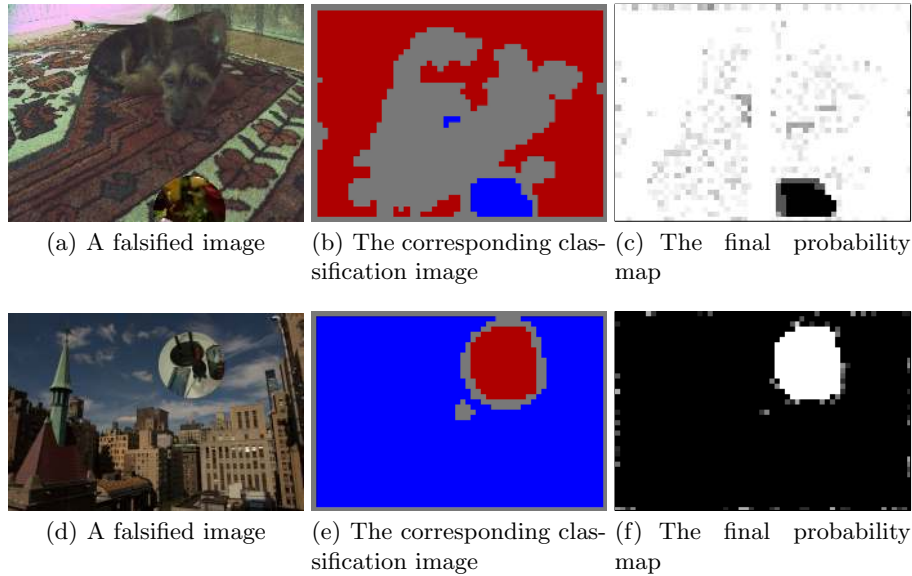 (a) A falsified image
(b) The corresponding clas-
sification image
(c) The final probability
map
(d) A falsified image
(e) The corresponding clas-
sification image
(f) The final probability
map